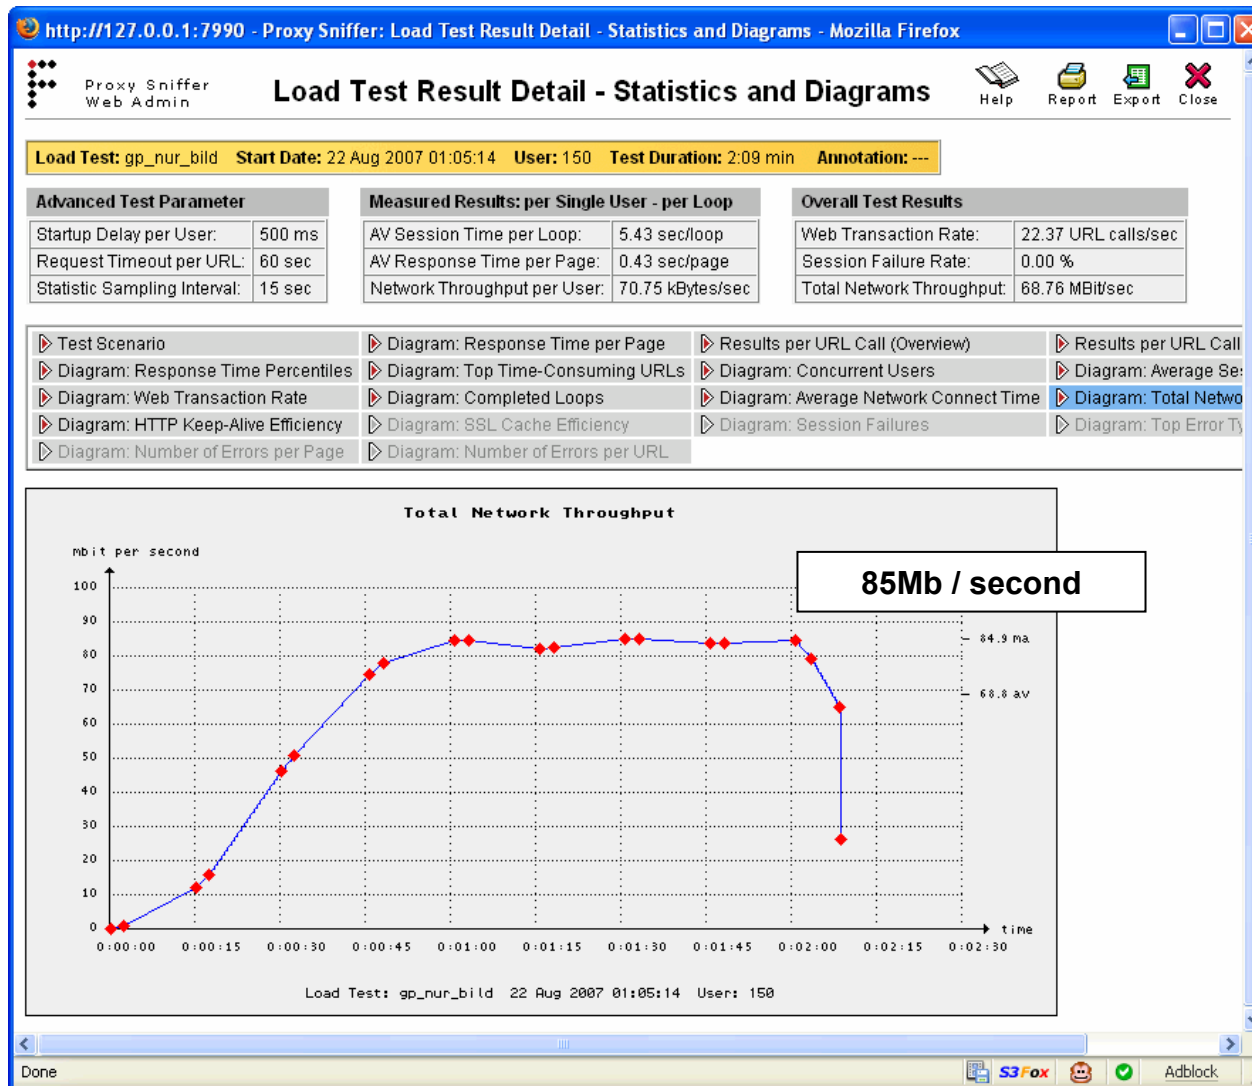 http://127.0.0.1:7990 - Proxy Sniffer: Load Test Result Detail - Statistics and Diagrams - Mozilla Firefox
Proxy Sniffer
Web Admin
Load Test Result Detail - Statistics and Diagrams
Help Report Export Close
Load Test: gp_nur_bild Start Date: 22 Aug 2007 01:05:14 User: 150 Test Duration: 2:09 min Annotation: ---
Advanced Test Parameter
Startup Delay per User: 500 ms
Request Timeout per URL: 60 sec
Statistic Sampling Interval: 15 sec
Measured Results: per Single User - per Loop
AV Session Time per Loop: 5.43 sec/loop
AV Response Time per Page: 0.43 sec/page
Network Throughput per User: 70.75 kBytes/sec
Overall Test Results
Web Transaction Rate: 22.37 URL calls/sec
Session Failure Rate: 0.00 %
Total Network Throughput: 68.76 MBit/sec
Test Scenario Diagram: Response Time per Page Results per URL Call (Overview) Results per URL Call
Diagram: Response Time Percentiles Diagram: Top Time-Consuming URLs Diagram: Concurrent Users Diagram: Average Se
Diagram: Web Transaction Rate Diagram: Completed Loops Diagram: Average Network Connect Time Diagram: Total Netwo
Diagram: HTTP Keep-Alive Efficiency Diagram: SSL Cache Efficiency Diagram: Session Failures Diagram: Top Error Ty
Diagram: Number of Errors per Page Diagram: Number of Errors per URL
Total Network Throughput
mbit per second
85Mb / second
100
90
84.9 ma
80
70
68.8 av
60
50
40
30
20
10
0
time
0:00:00 0:00:15 0:00:30 0:00:45 0:01:00 0:01:15 0:01:30 0:01:45 0:02:00 0:02:15 0:02:30
Load Test: gp_nur_bild 22 Aug 2007 01:05:14 User: 150
Done S3Fox Adblock